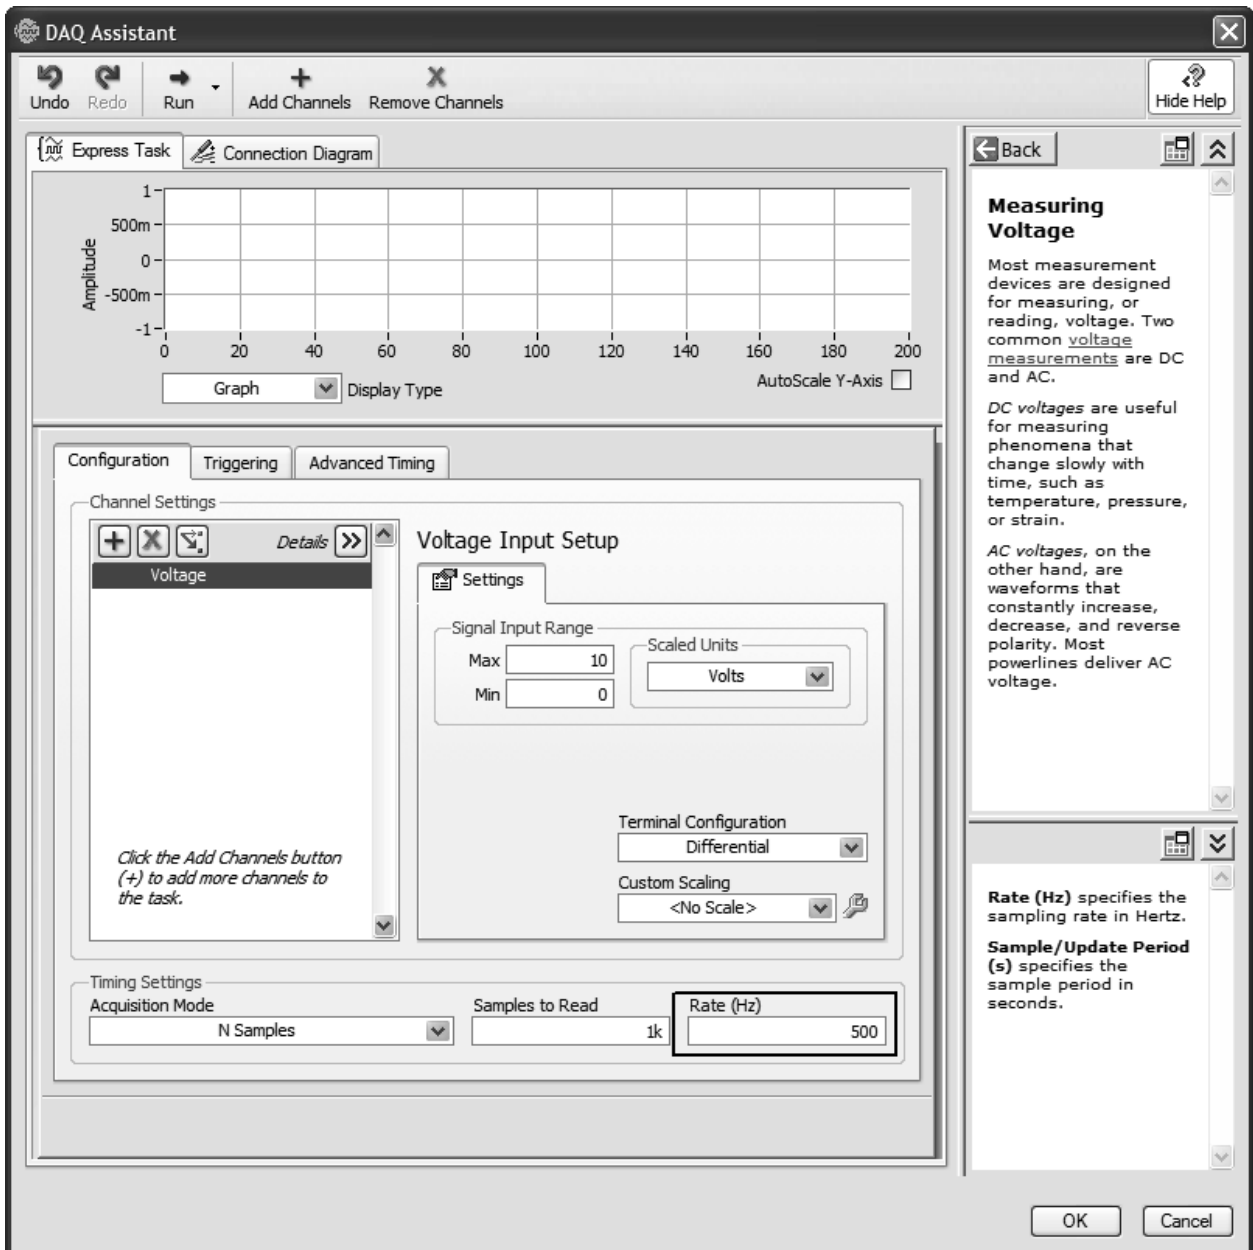 DAQ Assistant
Undo Redo Run Add Channels Remove Channels Hide Help
Express Task Connection Diagram
Amplitude
1
500m
0
-500m
-1
0 20 40 60 80 100 120 140 160 180 200
Graph Display Type AutoScale Y-Axis
Configuration Triggering Advanced Timing
Channel Settings
Details
Voltage
Click the Add Channels button
(+) to add more channels to
the task.
Voltage Input Setup
Settings
Signal Input Range
Max 10
Min 0
Scaled Units
Volts
Terminal Configuration
Differential
Custom Scaling
<No Scale>
Timing Settings
Acquisition Mode Samples to Read Rate (Hz)
N Samples 1k 500
Back
Measuring
Voltage
Most measurement
devices are designed
for measuring, or
reading, voltage. Two
common voltage
measurements are DC
and AC.
DC voltages are useful
for measuring
phenomena that
change slowly with
time, such as
temperature, pressure,
or strain.
AC voltages, on the
other hand, are
waveforms that
constantly increase,
decrease, and reverse
polarity. Most
powerlines deliver AC
voltage.
Rate (Hz) specifies the
sampling rate in Hertz.
Sample/Update Period
(s) specifies the
sample period in
seconds.
OK Cancel